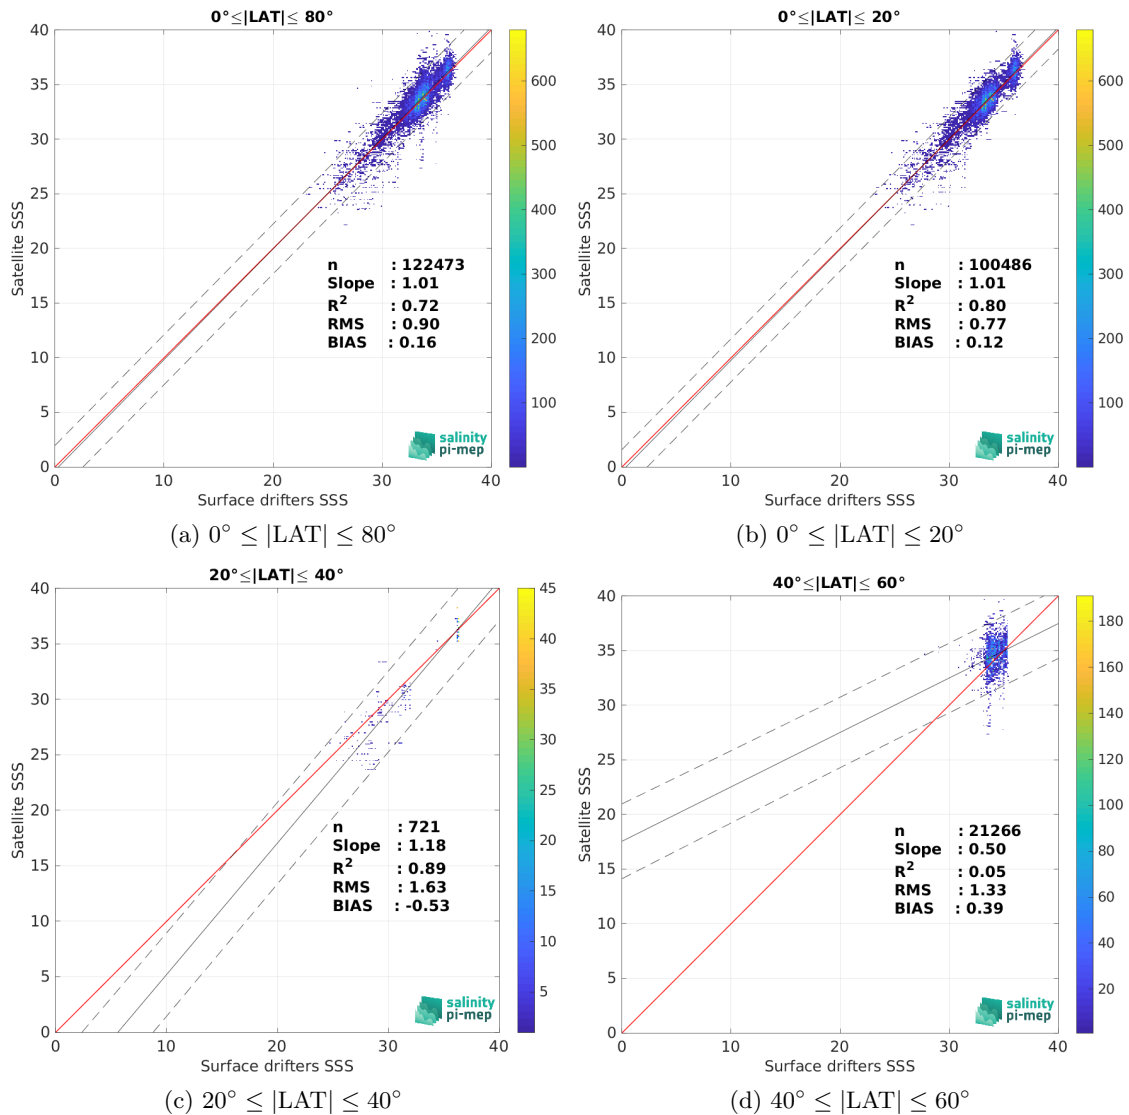 0°≤|LAT|≤ 80°
40
35
30
25
20
15
10
5
0
0
10
20
30
40
Satellite SSS
Surface drifters SSS
n : 122473
Slope : 1.01
R² : 0.72
RMS : 0.90
BIAS : 0.16
salinity
pi-mep
600
500
400
300
200
100
(a) 0° ≤ |LAT| ≤ 80°
0°≤|LAT|≤ 20°
40
35
30
25
20
15
10
5
0
0
10
20
30
40
Satellite SSS
Surface drifters SSS
n : 100486
Slope : 1.01
R² : 0.80
RMS : 0.77
BIAS : 0.12
salinity
pi-mep
600
500
400
300
200
100
(b) 0° ≤ |LAT| ≤ 20°
20°≤|LAT|≤ 40°
40
35
30
25
20
15
10
5
0
0
10
20
30
40
Satellite SSS
Surface drifters SSS
n : 721
Slope : 1.18
R² : 0.89
RMS : 1.63
BIAS : -0.53
salinity
pi-mep
45
40
35
30
25
20
15
10
5
(c) 20° ≤ |LAT| ≤ 40°
40°≤|LAT|≤ 60°
40
35
30
25
20
15
10
5
0
0
10
20
30
40
Satellite SSS
Surface drifters SSS
n : 21266
Slope : 0.50
R² : 0.05
RMS : 1.33
BIAS : 0.39
salinity
pi-mep
180
160
140
120
100
80
60
40
20
(d) 40° ≤ |LAT| ≤ 60°